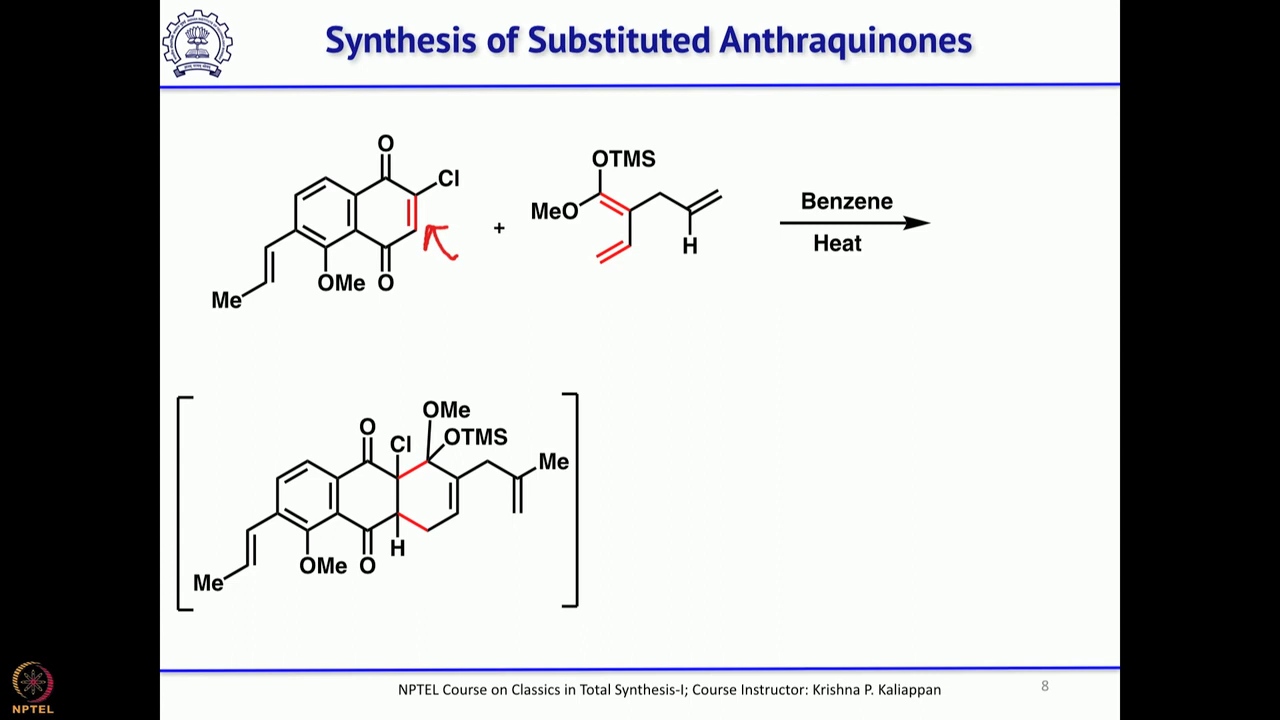 Synthesis of Substituted Anthraquinones
O
Cl
OMe O
Me
+
OTMS
MeO
H
Benzene
Heat
OMe
O
Cl
OTMS
Me
H
OMe O
Me
NPTEL
NPTEL Course on Classics in Total Synthesis-I; Course Instructor: Krishna P. Kaliappan
8